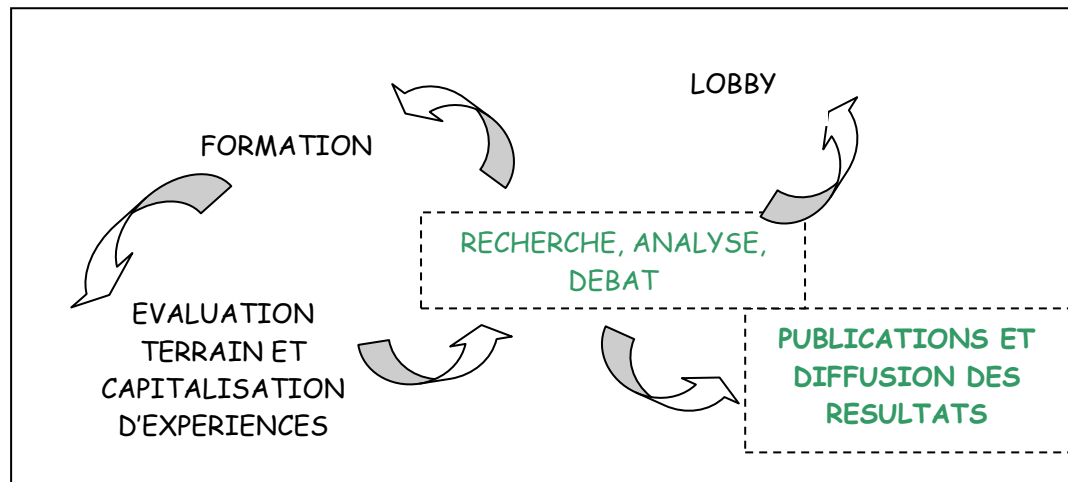 LOBBY
FORMATION
RECHERCHE, ANALYSE,
DEBAT
EVALUATION
TERRAIN ET
CAPITALISATION
D'EXPERIENCES
PUBLICATIONS ET
DIFFUSION DES
RESULTATS